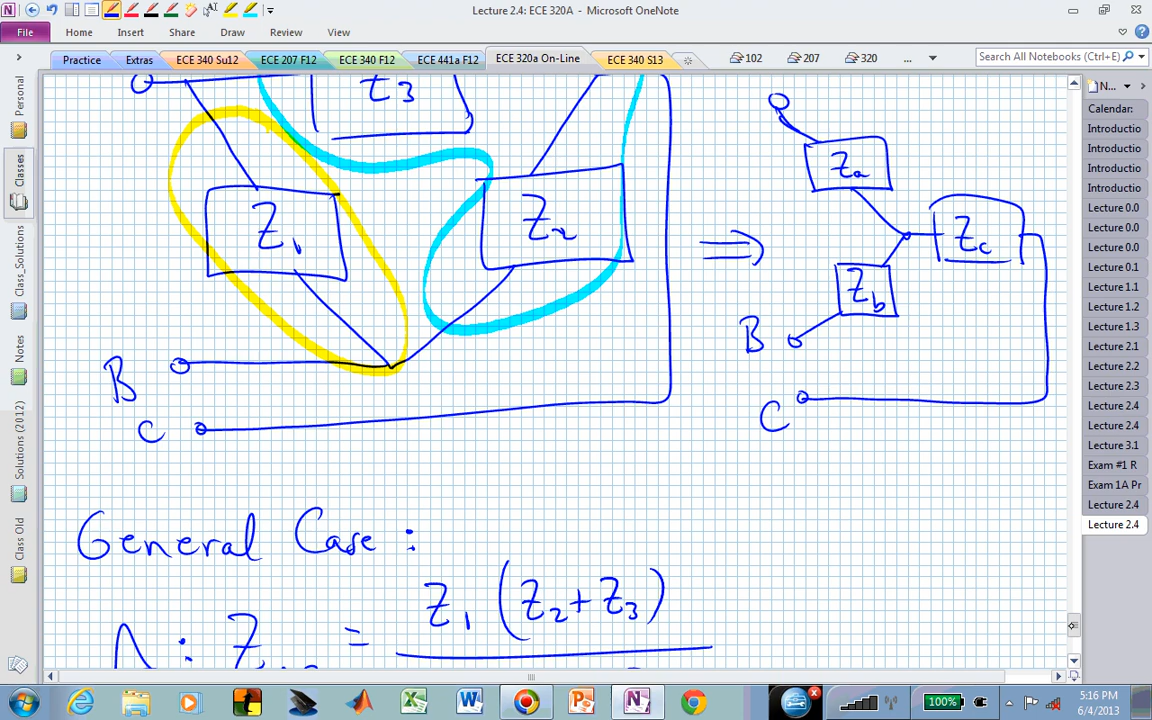 Lecture 2.4: ECE 320A - Microsoft OneNote
File Home Insert Share Draw Review View
Practice Extras ECE 340 Su12 ECE 207 F12 ECE 340 F12 ECE 441a F12 ECE 320a On-Line ECE 340 S13 102 207 320 ... Search All Notebooks (Ctrl+E)
Personal
Classes
Class_Solutions
Notes
Solutions (2012)
Class Old
N...
Calendar:
Introductio
Introductio
Introductio
Introductio
Lecture 0.0
Lecture 0.0
Lecture 0.0
Lecture 0.1
Lecture 1.1
Lecture 1.2
Lecture 1.3
Lecture 2.1
Lecture 2.2
Lecture 2.3
Lecture 2.4
Lecture 2.4
Lecture 3.1
Exam #1 R
Exam 1A Pr
Lecture 2.4
Lecture 2.4
Z3
Z1
Z2
B
C
⇒
Za
Zc
Zb
B
C
General Case :
Z1 (Z2+Z3)
: Z =
100%
5:16 PM
6/4/2013